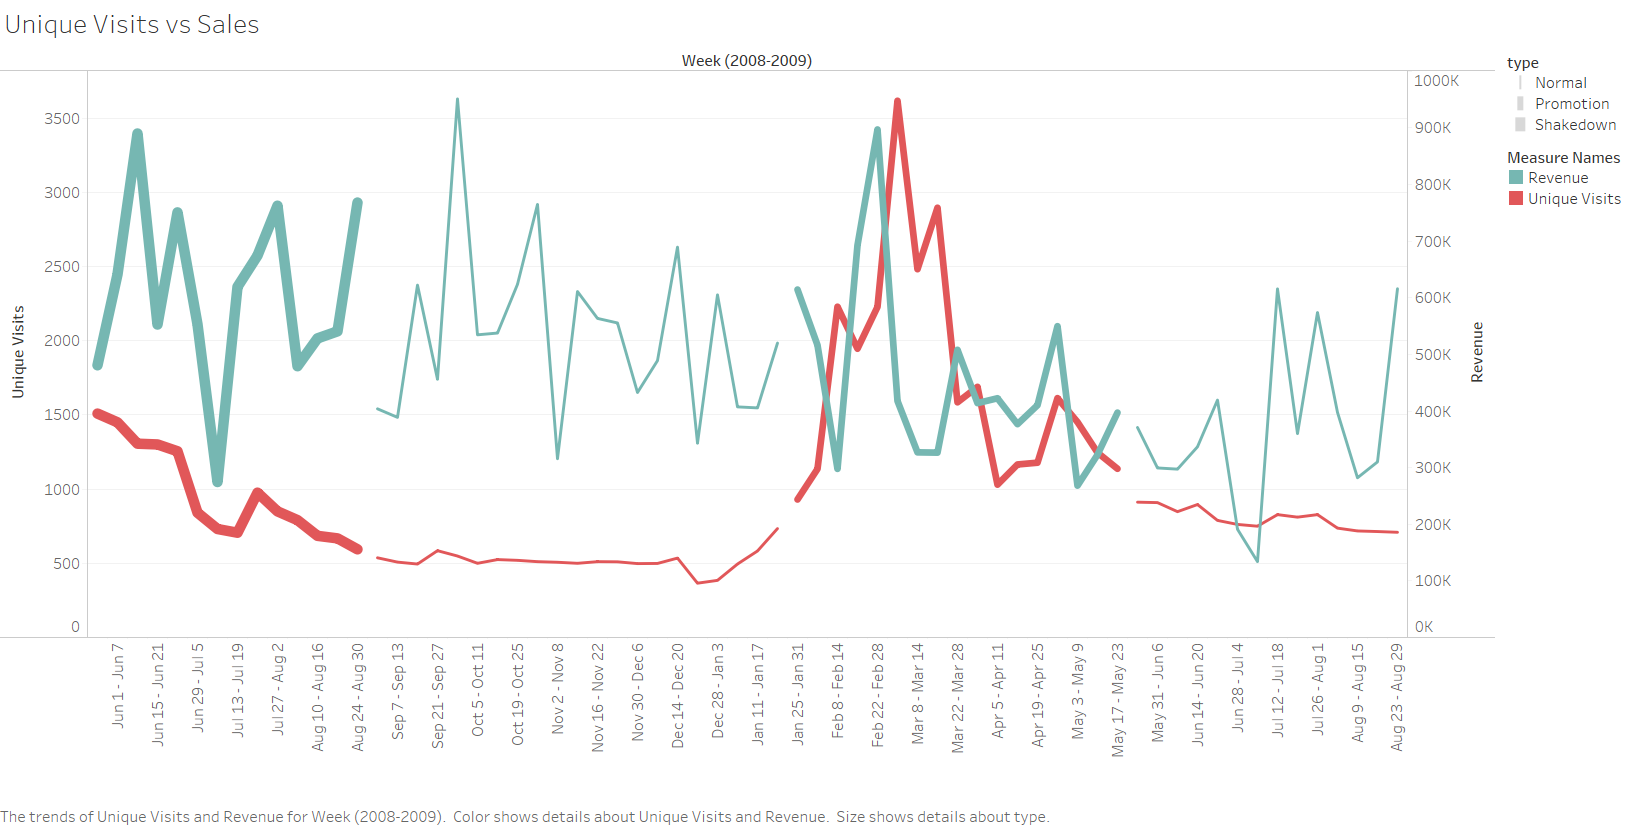 Unique Visits vs Sales
Week (2008-2009)
type
Normal
Promotion
Shakedown
Measure Names
Revenue
Unique Visits
Unique Visits
3500
3000
2500
2000
1500
1000
500
0
1000K
900K
800K
700K
600K
500K
400K
300K
200K
100K
0K
Revenue
Jun 1 - Jun 7
Jun 15 - Jun 21
Jun 29 - Jul 5
Jul 13 - Jul 19
Jul 27 - Aug 2
Aug 10 - Aug 16
Aug 24 - Aug 30
Sep 7 - Sep 13
Sep 21 - Sep 27
Oct 5 - Oct 11
Oct 19 - Oct 25
Nov 2 - Nov 8
Nov 16 - Nov 22
Nov 30 - Dec 6
Dec 14 - Dec 20
Dec 28 - Jan 3
Jan 11 - Jan 17
Jan 25 - Jan 31
Feb 8 - Feb 14
Feb 22 - Feb 28
Mar 8 - Mar 14
Mar 22 - Mar 28
Apr 5 - Apr 11
Apr 19 - Apr 25
May 3 - May 9
May 17 - May 23
May 31 - Jun 6
Jun 14 - Jun 20
Jun 28 - Jul 4
Jul 12 - Jul 18
Jul 26 - Aug 1
Aug 9 - Aug 15
Aug 23 - Aug 29
The trends of Unique Visits and Revenue for Week (2008-2009).  Color shows details about Unique Visits and Revenue.  Size shows details about type.